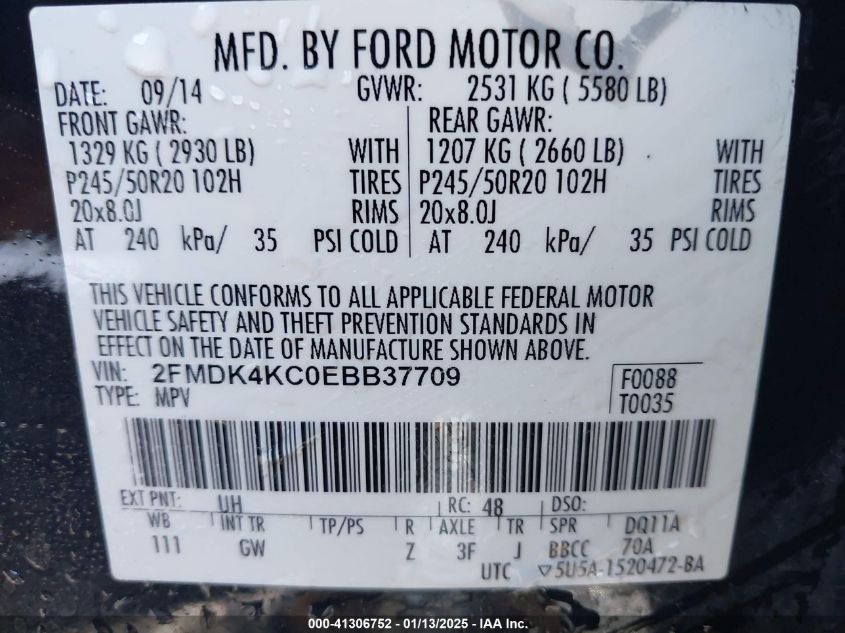 MFD. BY FORD MOTOR CO.
DATE: 09/14 GVWR: 2531 KG ( 5580 LB)
FRONT GAWR: REAR GAWR:
1329 KG ( 2930 LB) WITH 1207 KG ( 2660 LB) WITH
P245/50R20 102H TIRES P245/50R20 102H TIRES
20x8.0J RIMS 20x8.0J RIMS
AT 240 kPa/ 35 PSI COLD AT 240 kPa/ 35 PSI COLD
THIS VEHICLE CONFORMS TO ALL APPLICABLE FEDERAL MOTOR
VEHICLE SAFETY AND THEFT PREVENTION STANDARDS IN
EFFECT ON THE DATE OF MANUFACTURE SHOWN ABOVE.
VIN: 2FMDK4KC0EBB37709 F0088
TYPE: MPV T0035
EXT PNT: UH RC: 48 DSO:
WB INT TR TP/PS R AXLE TR SPR DQ11A
111 GW Z 3F J BBCC 70A
UTC ▽5U5A-1520472-BA
000-41306752 - 01/13/2025 - IAA Inc.